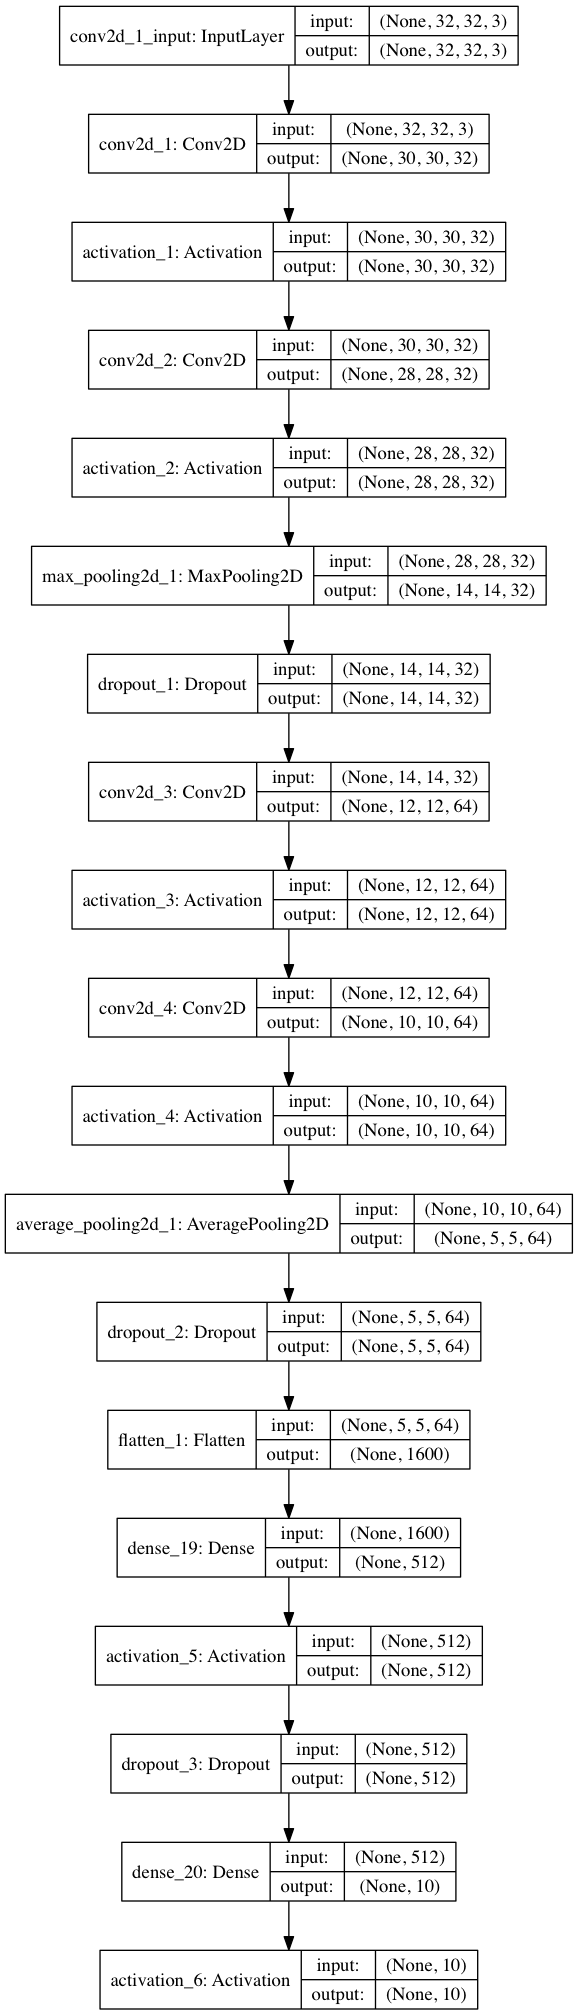 conv2d_1_input: InputLayer
input: (None, 32, 32, 3)
output: (None, 32, 32, 3)
conv2d_1: Conv2D
input: (None, 32, 32, 3)
output: (None, 30, 30, 32)
activation_1: Activation
input: (None, 30, 30, 32)
output: (None, 30, 30, 32)
conv2d_2: Conv2D
input: (None, 30, 30, 32)
output: (None, 28, 28, 32)
activation_2: Activation
input: (None, 28, 28, 32)
output: (None, 28, 28, 32)
max_pooling2d_1: MaxPooling2D
input: (None, 28, 28, 32)
output: (None, 14, 14, 32)
dropout_1: Dropout
input: (None, 14, 14, 32)
output: (None, 14, 14, 32)
conv2d_3: Conv2D
input: (None, 14, 14, 32)
output: (None, 12, 12, 64)
activation_3: Activation
input: (None, 12, 12, 64)
output: (None, 12, 12, 64)
conv2d_4: Conv2D
input: (None, 12, 12, 64)
output: (None, 10, 10, 64)
activation_4: Activation
input: (None, 10, 10, 64)
output: (None, 10, 10, 64)
average_pooling2d_1: AveragePooling2D
input: (None, 10, 10, 64)
output: (None, 5, 5, 64)
dropout_2: Dropout
input: (None, 5, 5, 64)
output: (None, 5, 5, 64)
flatten_1: Flatten
input: (None, 5, 5, 64)
output: (None, 1600)
dense_19: Dense
input: (None, 1600)
output: (None, 512)
activation_5: Activation
input: (None, 512)
output: (None, 512)
dropout_3: Dropout
input: (None, 512)
output: (None, 512)
dense_20: Dense
input: (None, 512)
output: (None, 10)
activation_6: Activation
input: (None, 10)
output: (None, 10)